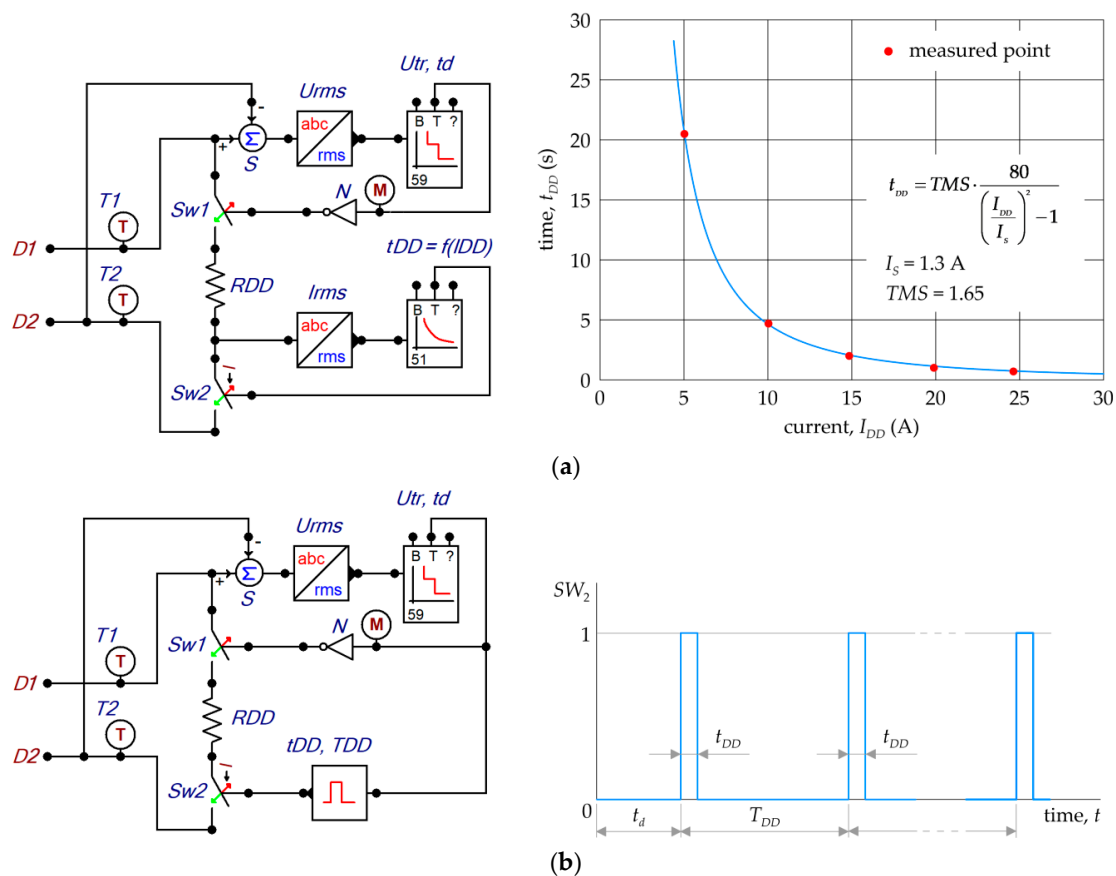 Utr, td
Urms
-
B T ?
abc
Σ
+
rms
S
59
T1
Sw1
N
M
T
D1
tDD = f(IDD)
T2
RDD
Irms
T
B T ?
D2
abc
rms
51
I
Sw2
30
25
20
15
10
5
0
time, tDD (s)
measured point
tDD = TMS · 80 / ((IDD / Is)² − 1)
IS = 1.3 A
TMS = 1.65
0 5 10 15 20 25 30
current, IDD (A)
(a)
Utr, td
Urms
-
B T ?
abc
Σ
+
rms
S
59
T1
Sw1
N
M
T
D1
T2
RDD
T
tDD, TDD
D2
I
Sw2
SW2
1
tDD tDD
0
time, t
td TDD
(b)